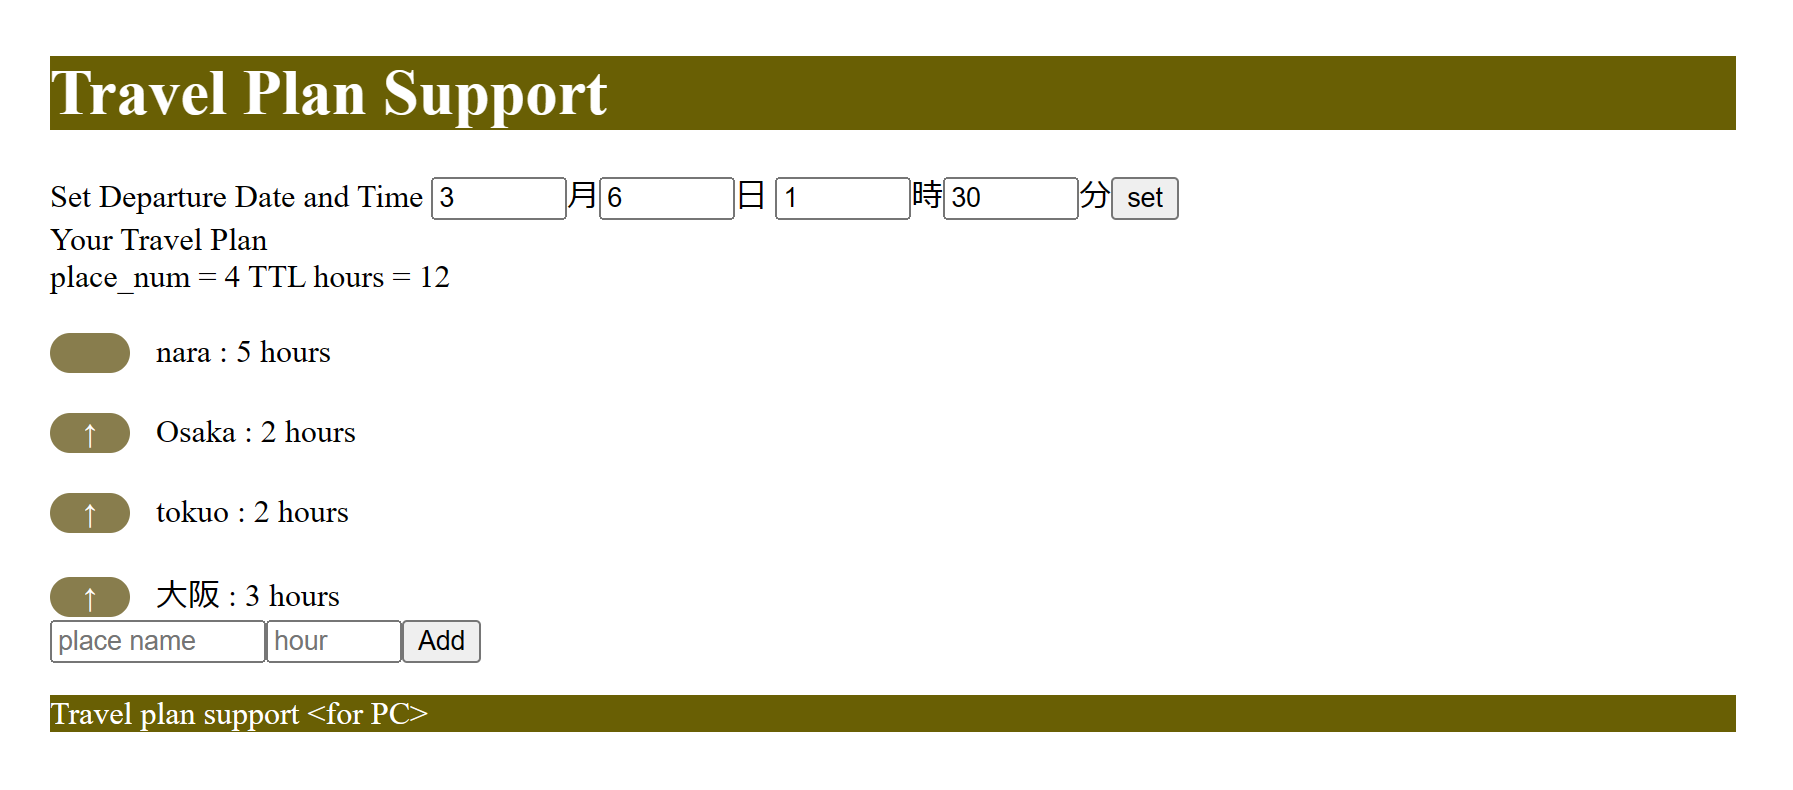 Travel Plan Support
Set Departure Date and Time 3 月 6 日 1 時 30 分 set
Your Travel Plan
place_num = 4 TTL hours = 12
nara : 5 hours
↑ Osaka : 2 hours
↑ tokuo : 2 hours
↑ 大阪 : 3 hours
place name hour Add
Travel plan support <for PC>